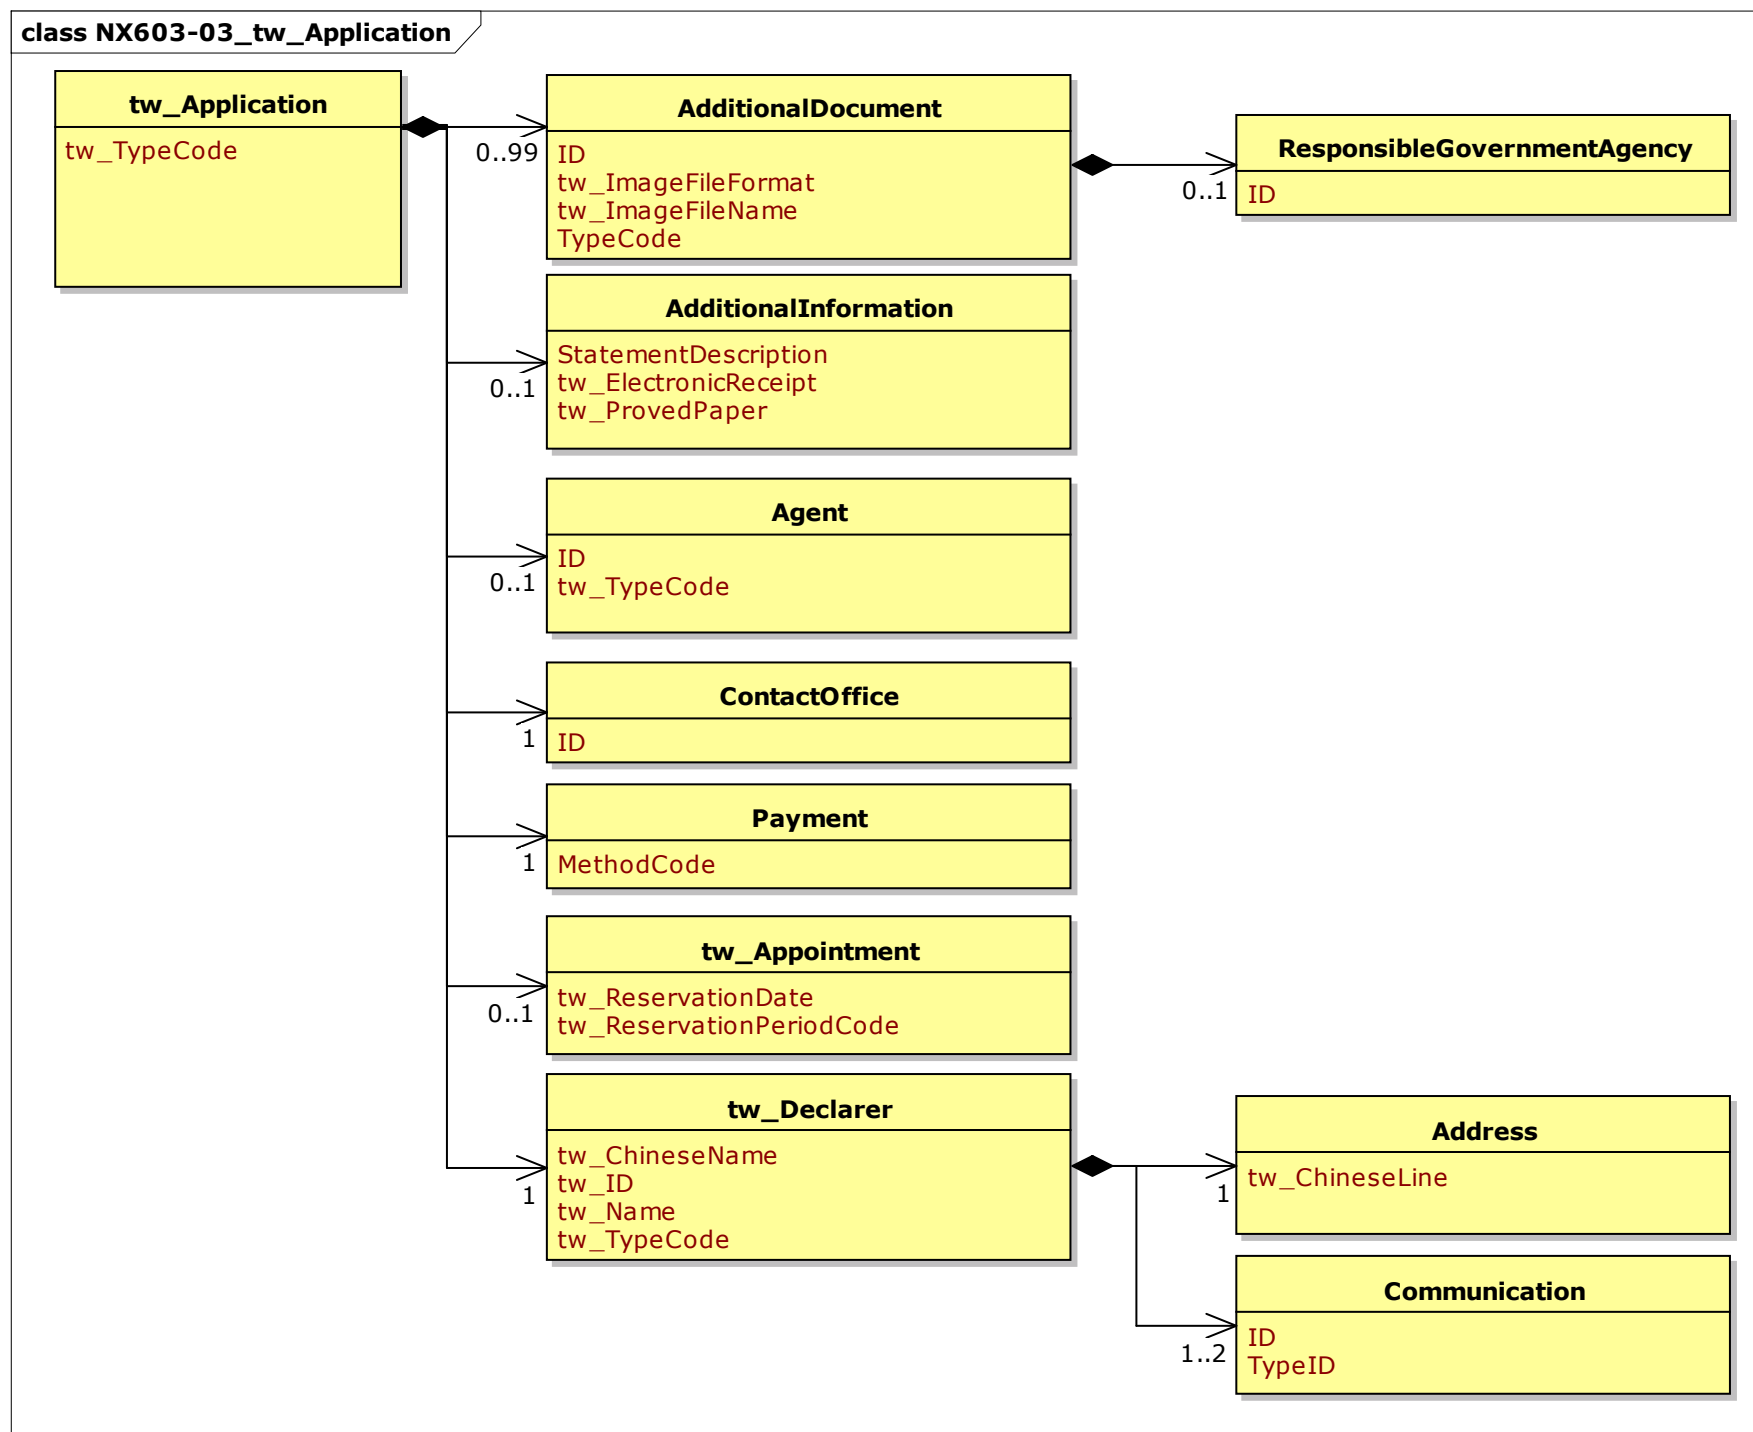 class NX603-03_tw_Application
tw_Application
tw_TypeCode
0..99
AdditionalDocument
ID
tw_ImageFileFormat
tw_ImageFileName
TypeCode
0..1
ResponsibleGovernmentAgency
ID
0..1
AdditionalInformation
StatementDescription
tw_ElectronicReceipt
tw_ProvedPaper
0..1
Agent
ID
tw_TypeCode
1
ContactOffice
ID
1
Payment
MethodCode
0..1
tw_Appointment
tw_ReservationDate
tw_ReservationPeriodCode
1
tw_Declarer
tw_ChineseName
tw_ID
tw_Name
tw_TypeCode
1
Address
tw_ChineseLine
1..2
Communication
ID
TypeID